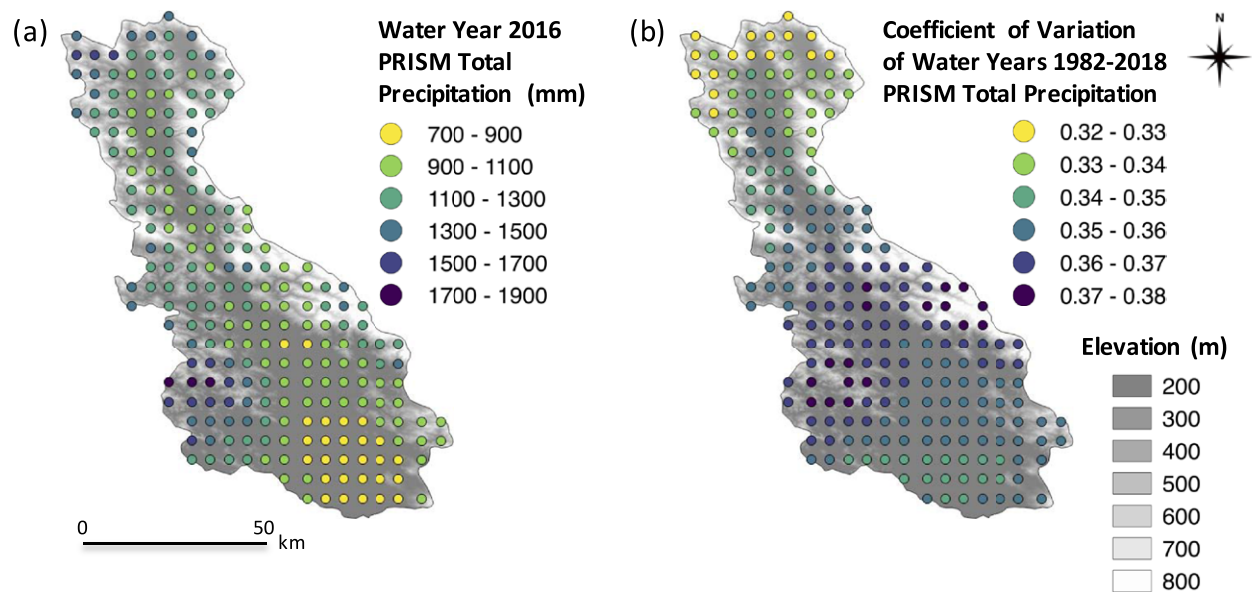 (a)
Water Year 2016
PRISM Total
Precipitation (mm)
700 - 900
900 - 1100
1100 - 1300
1300 - 1500
1500 - 1700
1700 - 1900
0 50
km
(b)
Coefficient of Variation
of Water Years 1982-2018
PRISM Total Precipitation
0.32 - 0.33
0.33 - 0.34
0.34 - 0.35
0.35 - 0.36
0.36 - 0.37
0.37 - 0.38
N
Elevation (m)
200
300
400
500
600
700
800